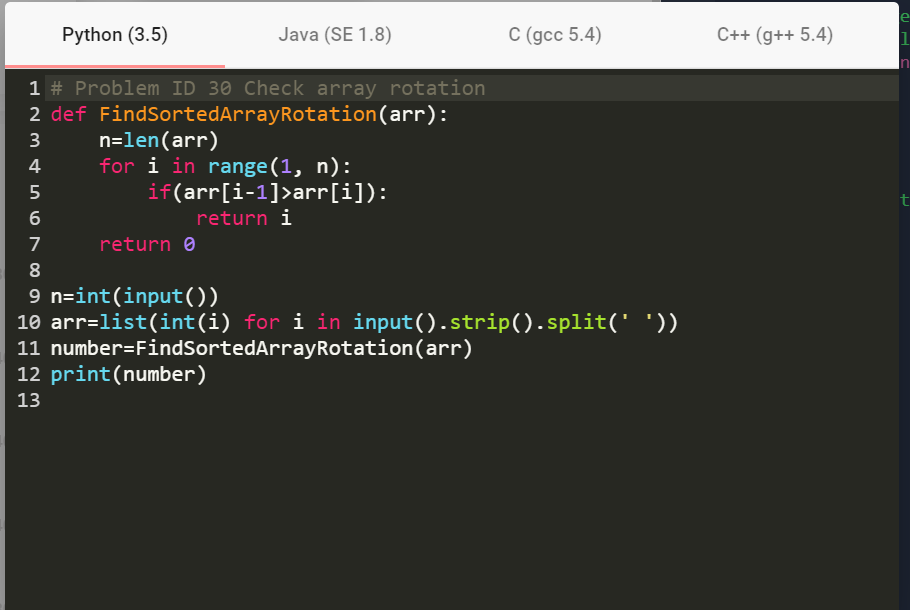 Python (3.5) Java (SE 1.8) C (gcc 5.4) C++ (g++ 5.4)
1 # Problem ID 30 Check array rotation
2 def FindSortedArrayRotation(arr):
3     n=len(arr)
4     for i in range(1, n):
5         if(arr[i-1]>arr[i]):
6             return i
7     return 0
8
9 n=int(input())
10 arr=list(int(i) for i in input().strip().split(' '))
11 number=FindSortedArrayRotation(arr)
12 print(number)
13